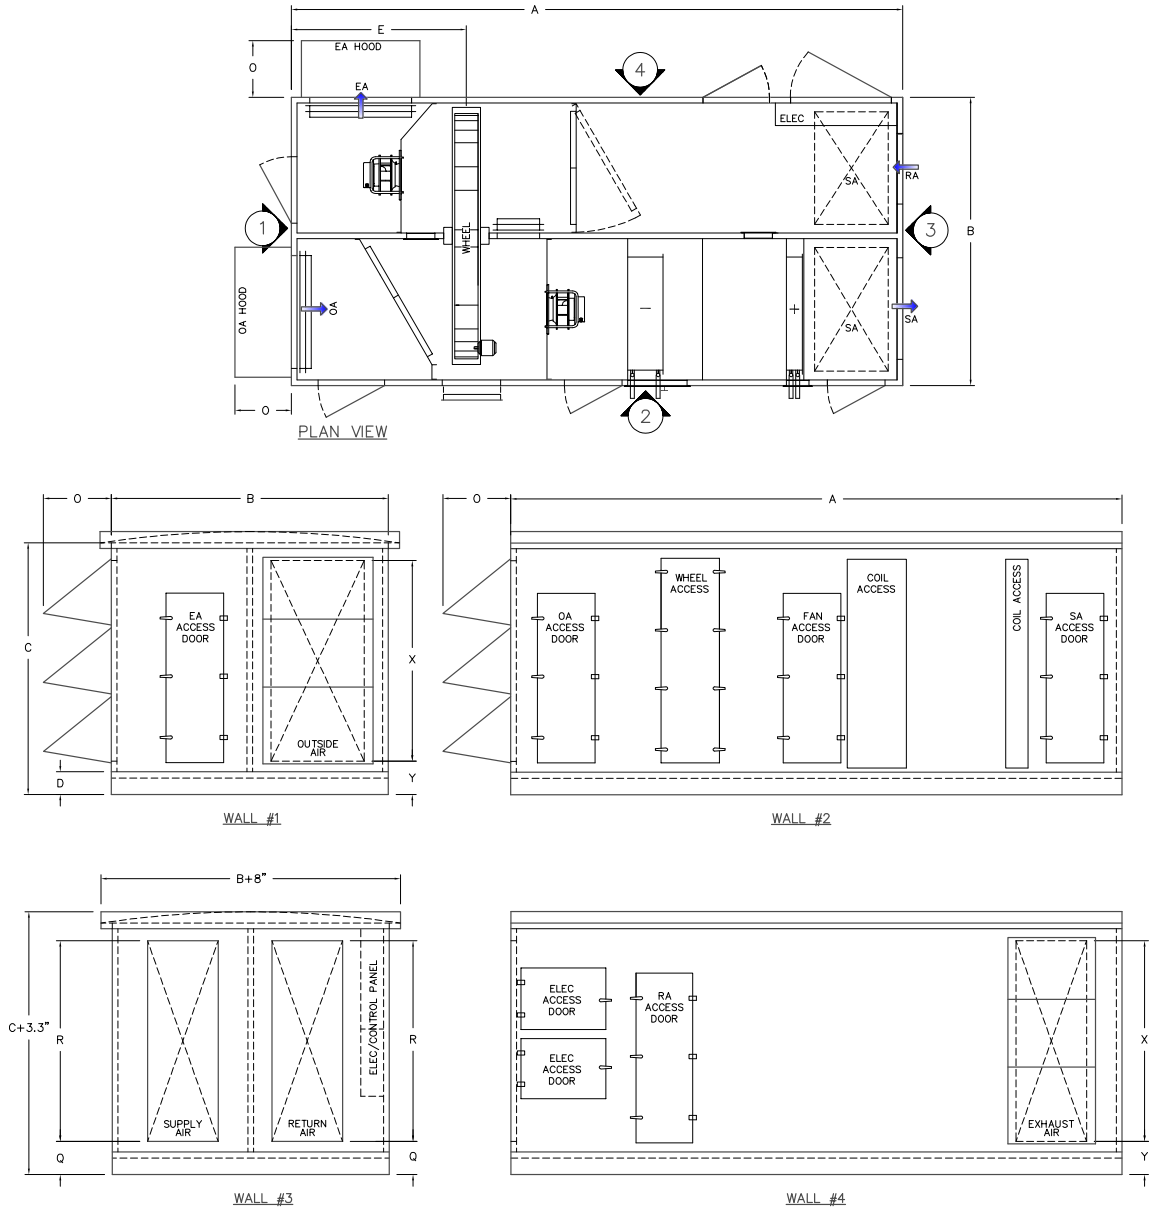 A
E
EA HOOD
O
EA
4
ELEC
SA
RA
1
3
B
WHEEL
OA HOOD
OA
−
+
SA
SA
O
2
PLAN VIEW
O
B
O
A
EA
ACCESS
DOOR
OUTSIDE
AIR
C
X
D
Y
WALL #1
OA
ACCESS
DOOR
WHEEL
ACCESS
FAN
ACCESS
DOOR
COIL
ACCESS
COIL ACCESS
SA
ACCESS
DOOR
WALL #2
B+8"
C+3.3"
R
Q
SUPPLY
AIR
RETURN
AIR
ELEC/CONTROL PANEL
R
Q
WALL #3
ELEC
ACCESS
DOOR
ELEC
ACCESS
DOOR
RA
ACCESS
DOOR
EXHAUST
AIR
X
Y
WALL #4